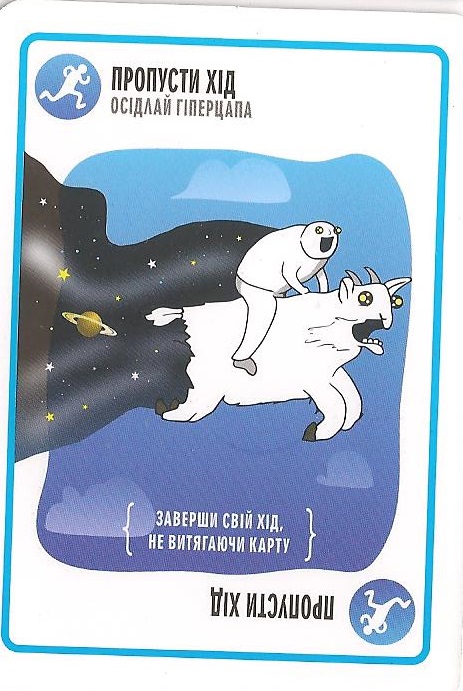 ПРОПУСТИ ХІД
ОСІДЛАЙ ГІПЕРЦАПА
ЗАВЕРШИ СВІЙ ХІД,
НЕ ВИТЯГАЮЧИ КАРТУ
ПРОПУСТИ ХІД